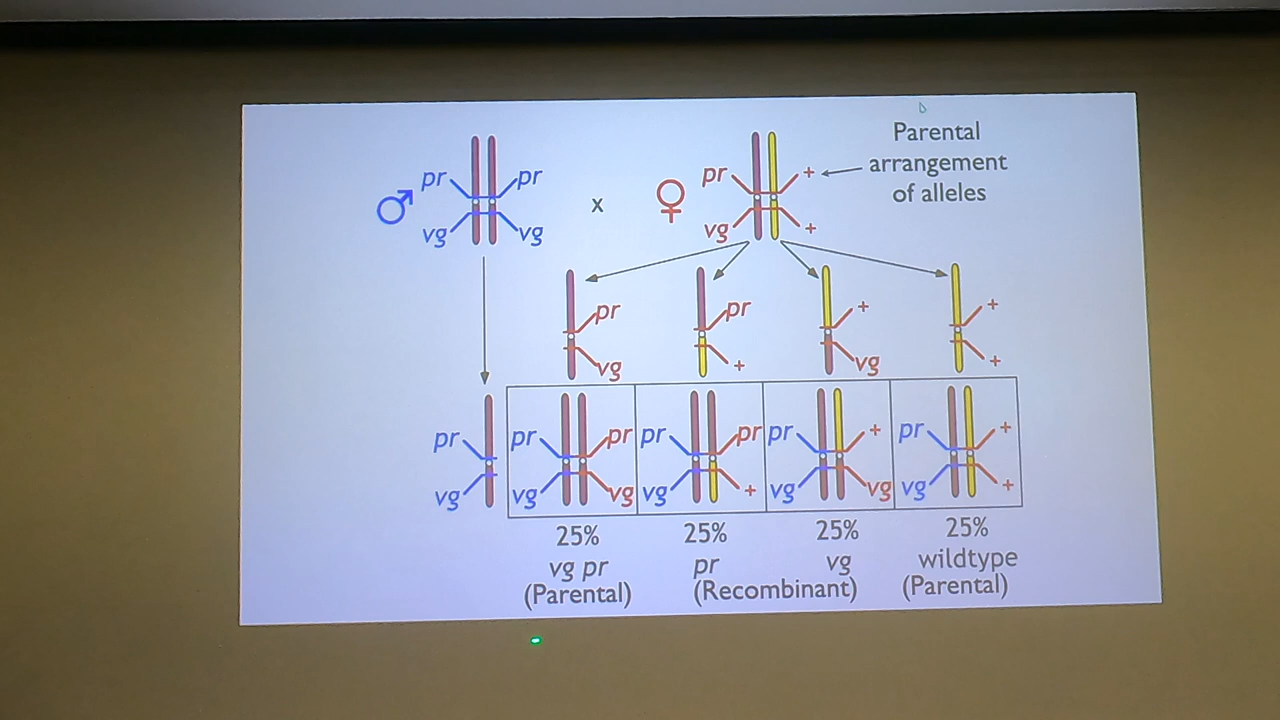 Parental
arrangement
of alleles
♂ pr pr x ♀ pr +
vg vg vg +
pr pr + +
vg + vg +
pr pr pr pr pr pr + pr +
vg vg vg vg + vg vg vg +
25% 25% 25% 25%
vg pr pr vg wildtype
(Parental) (Recombinant) (Parental)